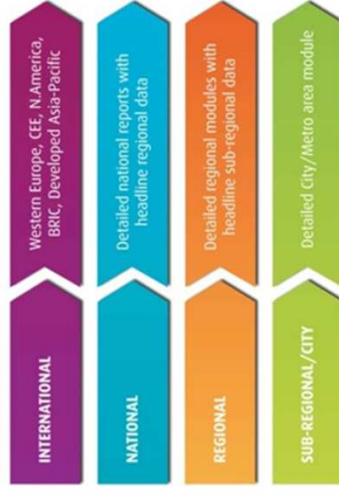 INTERNATIONAL
Western Europe, CEE, N.America,
BRIC, Developed Asia-Pacific
NATIONAL
Detailed national reports with
headline regional data
REGIONAL
Detailed regional modules with
headline sub-regional data
SUB-REGIONAL/CITY
Detailed City/Metro area module